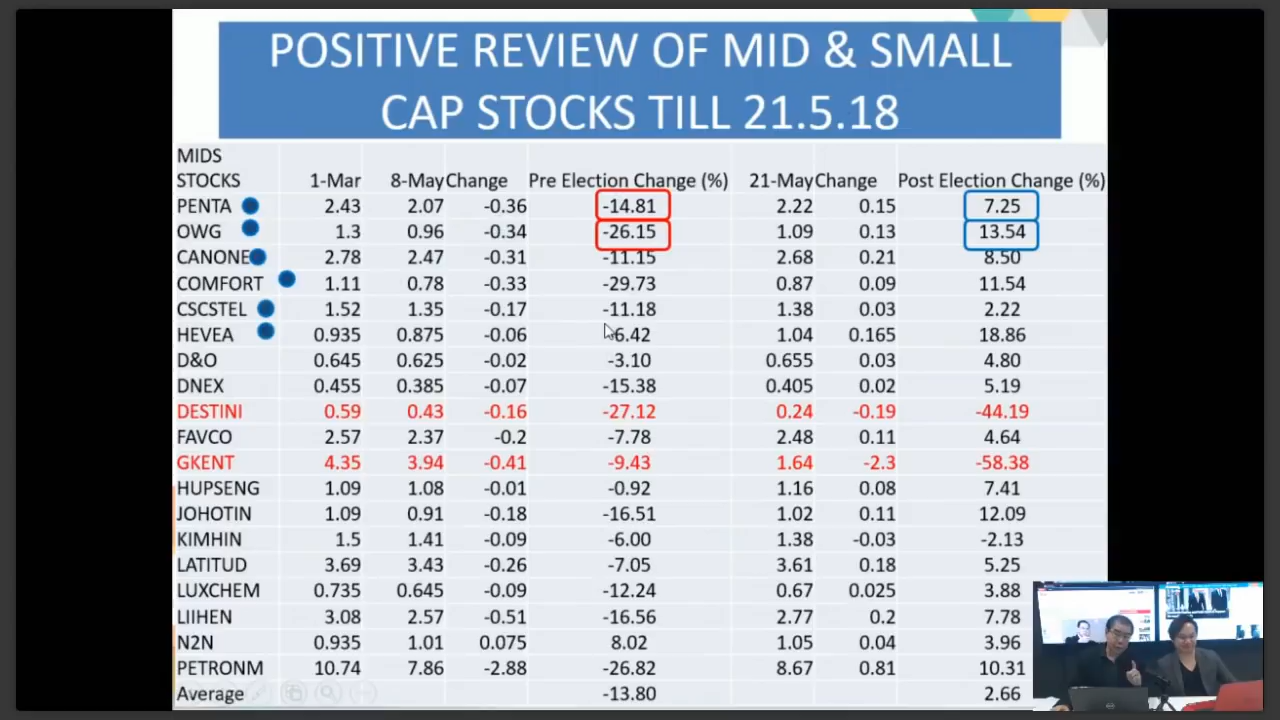 POSITIVE REVIEW OF MID & SMALL
CAP STOCKS TILL 21.5.18
MIDS
STOCKS 1-Mar 8-May Change Pre Election Change (%) 21-May Change Post Election Change (%)
PENTA 2.43 2.07 -0.36 -14.81 2.22 0.15 7.25
OWG 1.3 0.96 -0.34 -26.15 1.09 0.13 13.54
CANONE 2.78 2.47 -0.31 -11.15 2.68 0.21 8.50
COMFORT 1.11 0.78 -0.33 -29.73 0.87 0.09 11.54
CSCSTEL 1.52 1.35 -0.17 -11.18 1.38 0.03 2.22
HEVEA 0.935 0.875 -0.06 -6.42 1.04 0.165 18.86
D&O 0.645 0.625 -0.02 -3.10 0.655 0.03 4.80
DNEX 0.455 0.385 -0.07 -15.38 0.405 0.02 5.19
DESTINI 0.59 0.43 -0.16 -27.12 0.24 -0.19 -44.19
FAVCO 2.57 2.37 -0.2 -7.78 2.48 0.11 4.64
GKENT 4.35 3.94 -0.41 -9.43 1.64 -2.3 -58.38
HUPSENG 1.09 1.08 -0.01 -0.92 1.16 0.08 7.41
JOHOTIN 1.09 0.91 -0.18 -16.51 1.02 0.11 12.09
KIMHIN 1.5 1.41 -0.09 -6.00 1.38 -0.03 -2.13
LATITUD 3.69 3.43 -0.26 -7.05 3.61 0.18 5.25
LUXCHEM 0.735 0.645 -0.09 -12.24 0.67 0.025 3.88
LIIHEN 3.08 2.57 -0.51 -16.56 2.77 0.2 7.78
N2N 0.935 1.01 0.075 8.02 1.05 0.04 3.96
PETRONM 10.74 7.86 -2.88 -26.82 8.67 0.81 10.31
Average -13.80 2.66